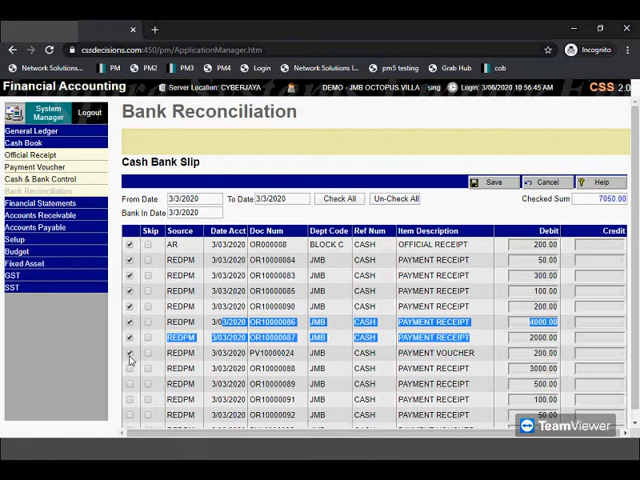 cssdecisions.com:450/pm/ApplicationManager.htm
Incognito
Network Solutions... PM PM2 PM4 Login Network Solutions I... pm5 testing Grab Hub cob
Financial Accounting Server Location: CYBERJAYA DEMO - JMB OCTOPUS VILLA sing Login: 3/06/2020 10:56:45 AM CSS 2.0
System Manager Logout
General Ledger
Cash Book
Official Receipt
Payment Voucher
Cash & Bank Control
Bank Reconciliation
Financial Statements
Accounts Receivable
Accounts Payable
Setup
Budget
Fixed Asset
GST
SST
Bank Reconciliation
Cash Bank Slip
Save Cancel Help
From Date 3/3/2020 To Date 3/3/2020 Check All Un-Check All Checked Sum 7050.00
Bank In Date 3/3/2020
Skip Source Date Acct Doc Num Dept Code Ref Num Item Description Debit Credit
AR 3/03/2020 OR000008 BLOCK C CASH OFFICIAL RECEIPT 200.00
REDPM 3/03/2020 OR10000084 JMB CASH PAYMENT RECEIPT 50.00
REDPM 3/03/2020 OR10000083 JMB CASH PAYMENT RECEIPT 300.00
REDPM 3/03/2020 OR10000085 JMB CASH PAYMENT RECEIPT 100.00
REDPM 3/03/2020 OR10000090 JMB CASH PAYMENT RECEIPT 200.00
REDPM 3/03/2020 OR10000086 JMB CASH PAYMENT RECEIPT 4000.00
REDPM 3/03/2020 OR10000087 JMB CASH PAYMENT RECEIPT 2000.00
REDPM 3/03/2020 PV10000024 JMB CASH PAYMENT VOUCHER 200.00
REDPM 3/03/2020 OR10000088 JMB CASH PAYMENT RECEIPT 3000.00
REDPM 3/03/2020 OR10000089 JMB CASH PAYMENT RECEIPT 500.00
REDPM 3/03/2020 OR10000091 JMB CASH PAYMENT RECEIPT 100.00
REDPM 3/03/2020 OR10000092 JMB CASH PAYMENT RECEIPT 50.00
TeamViewer